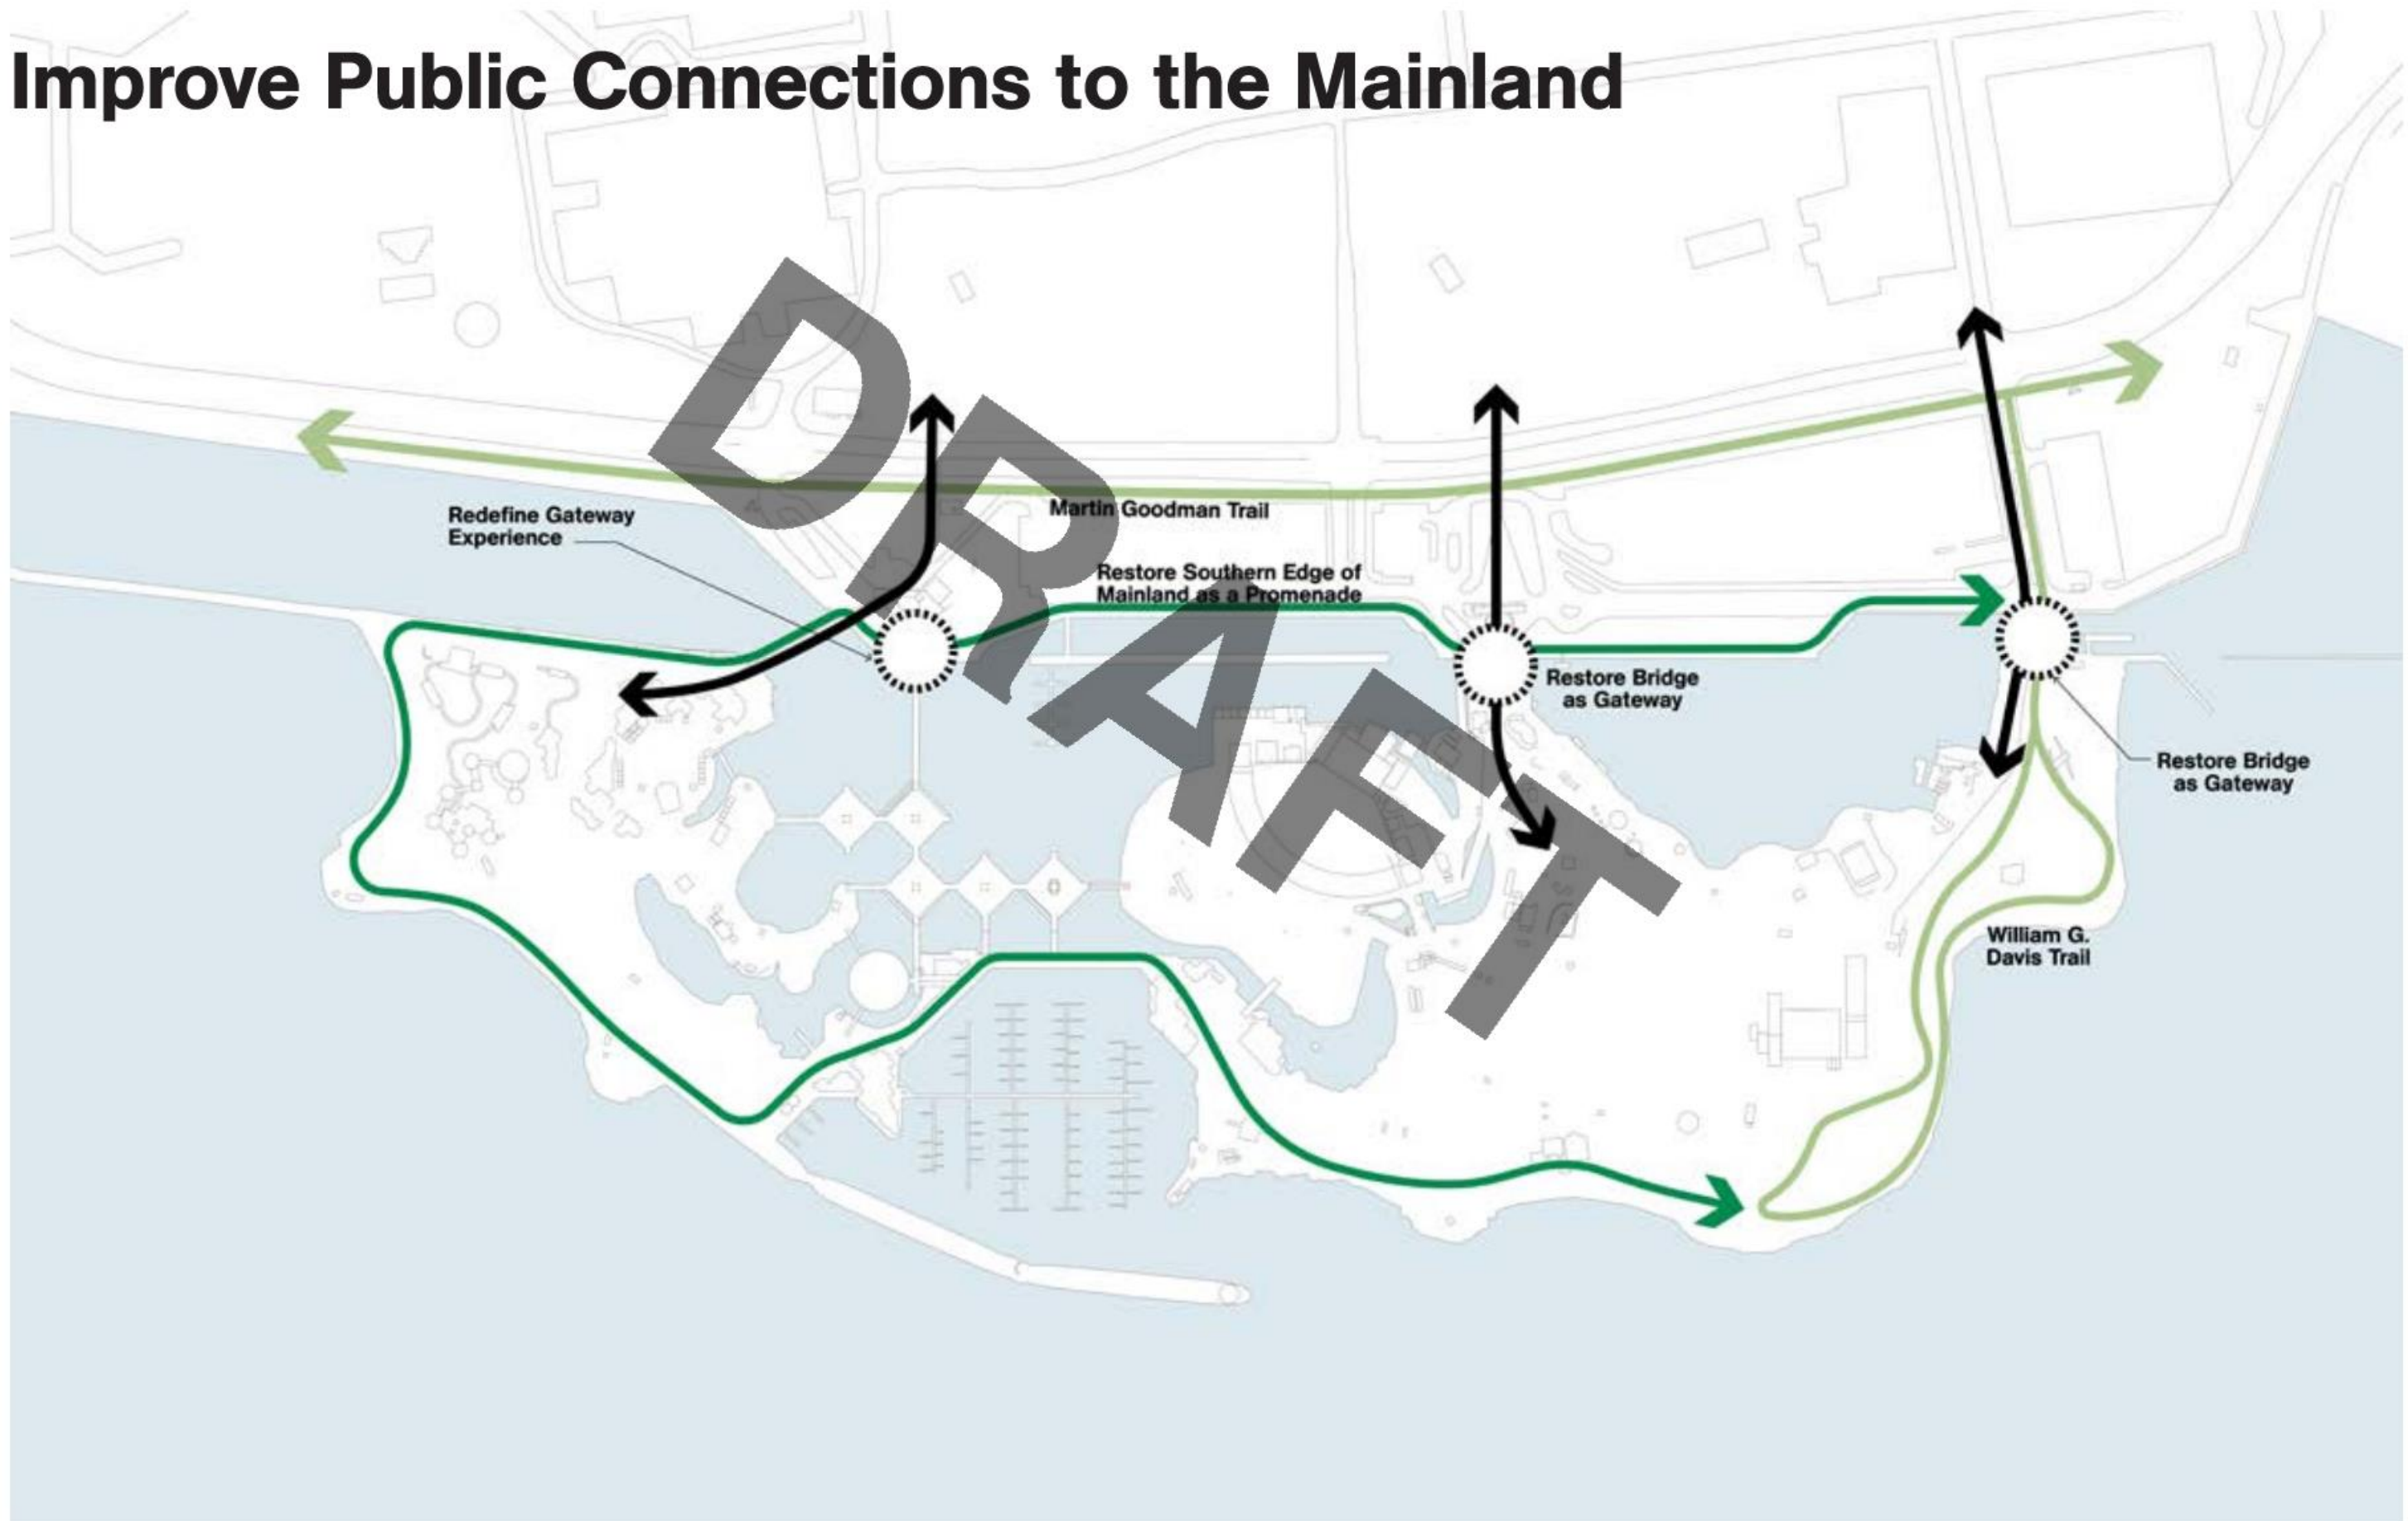 Improve Public Connections to the Mainland
Redefine Gateway
Experience
Martin Goodman Trail
Restore Southern Edge of
Mainland as a Promenade
Restore Bridge
as Gateway
Restore Bridge
as Gateway
William G.
Davis Trail
DRAFT